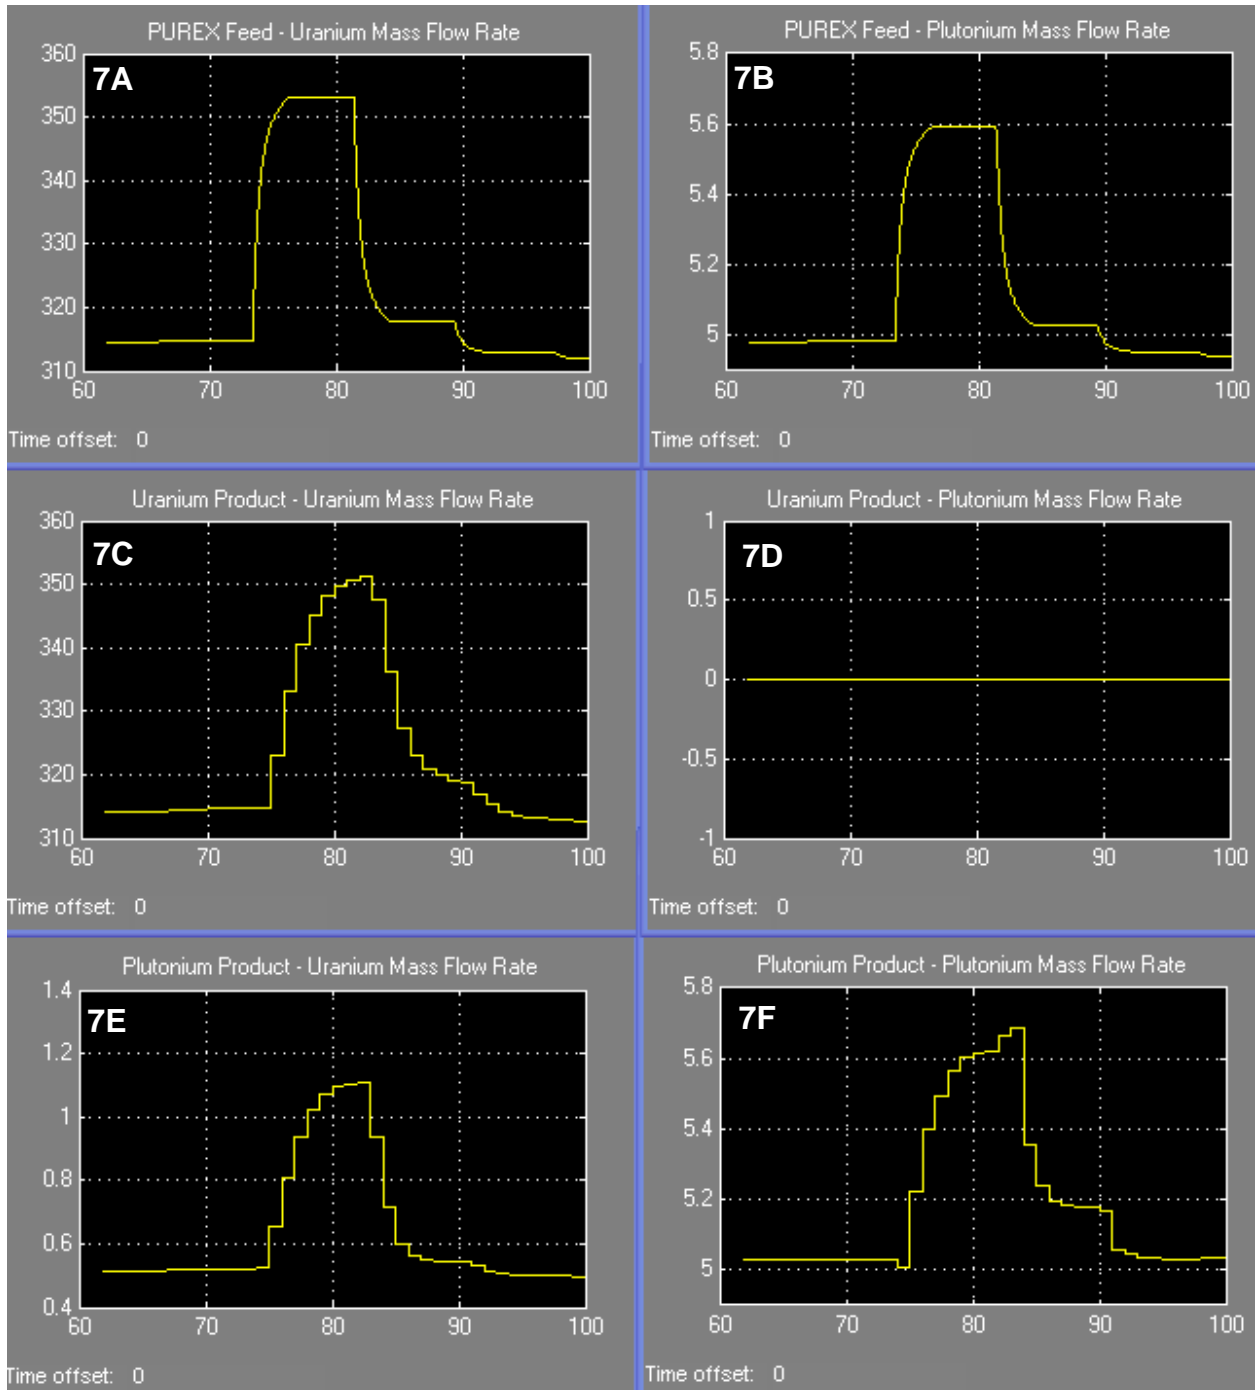 PUREX Feed - Uranium Mass Flow Rate
7A
360
350
340
330
320
310
60 70 80 90 100
Time offset: 0
PUREX Feed - Plutonium Mass Flow Rate
7B
5.8
5.6
5.4
5.2
5
60 70 80 90 100
Time offset: 0
Uranium Product - Uranium Mass Flow Rate
7C
360
350
340
330
320
310
60 70 80 90 100
Time offset: 0
Uranium Product - Plutonium Mass Flow Rate
7D
1
0.5
0
-0.5
-1
60 70 80 90 100
Time offset: 0
Plutonium Product - Uranium Mass Flow Rate
7E
1.4
1.2
1
0.8
0.6
0.4
60 70 80 90 100
Time offset: 0
Plutonium Product - Plutonium Mass Flow Rate
7F
5.8
5.6
5.4
5.2
5
60 70 80 90 100
Time offset: 0